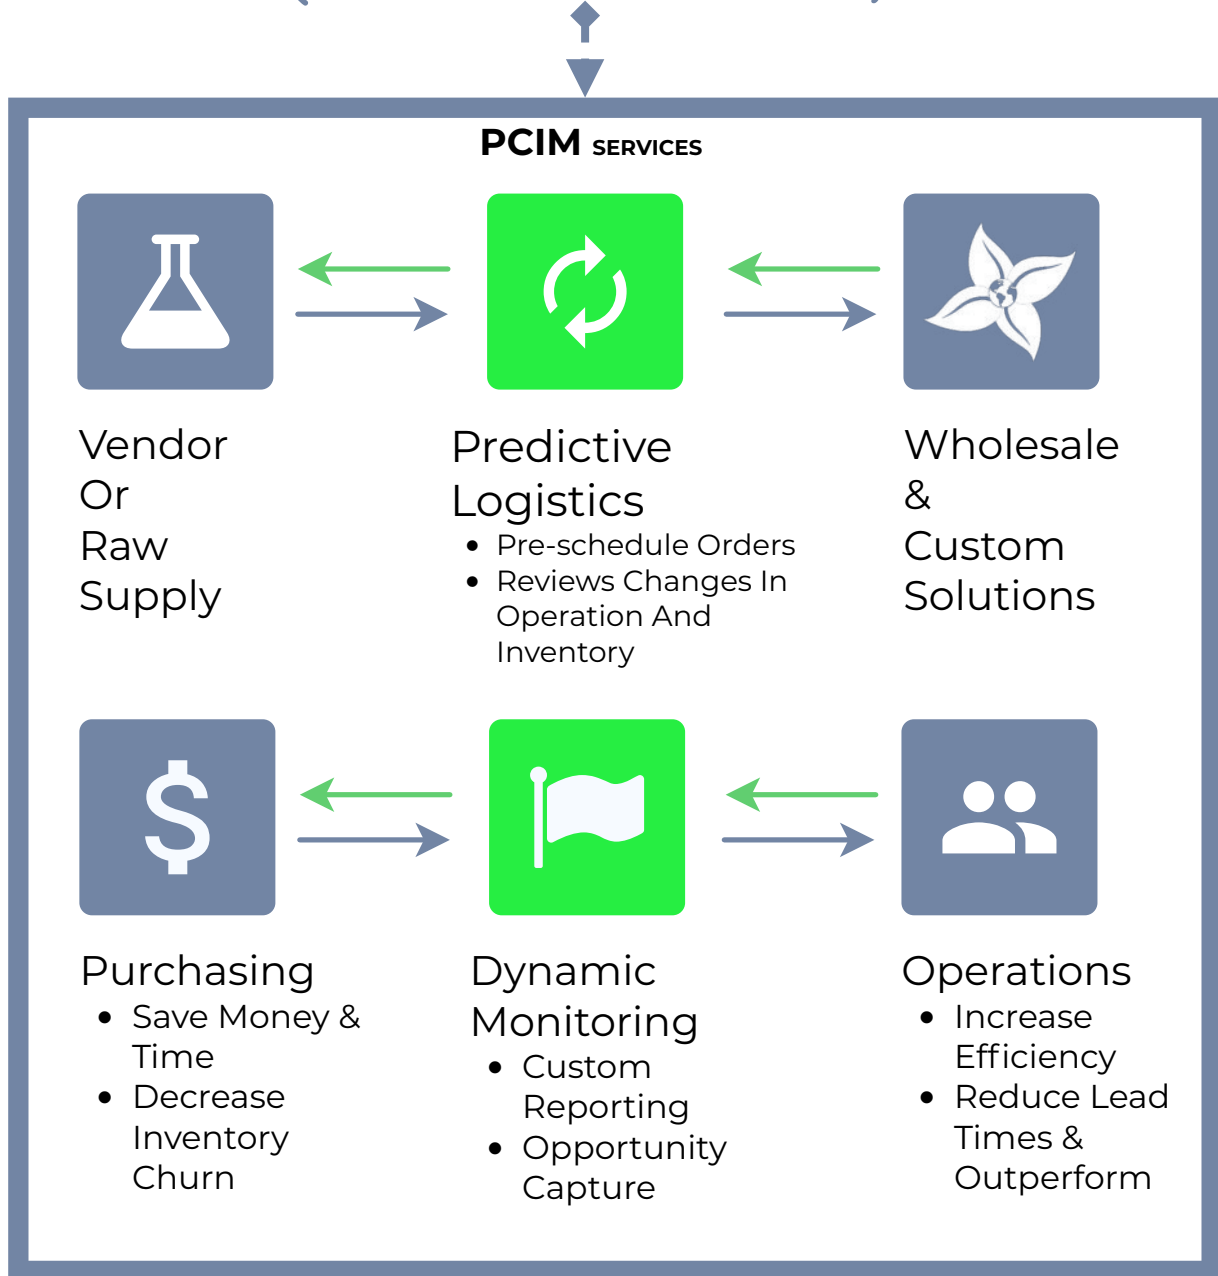 PCIM SERVICES
Vendor
Or
Raw
Supply
Predictive
Logistics
• Pre-schedule Orders
• Reviews Changes In
Operation And
Inventory
Wholesale
&
Custom
Solutions
$
Purchasing
• Save Money &
Time
• Decrease
Inventory
Churn
Dynamic
Monitoring
• Custom
Reporting
• Opportunity
Capture
Operations
• Increase
Efficiency
• Reduce Lead
Times &
Outperform